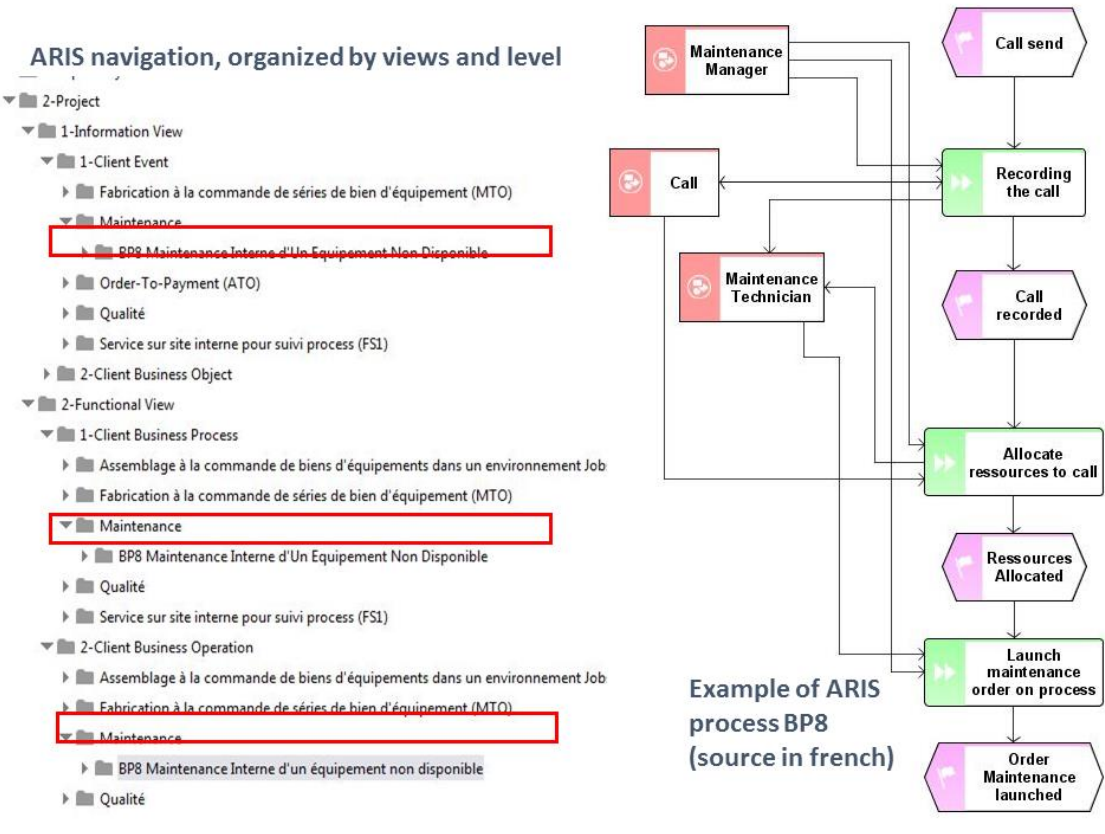 ARIS navigation, organized by views and level
2-Project
1-Information View
1-Client Event
Fabrication à la commande de séries de bien d'équipement (MTO)
Maintenance
BP8 Maintenance Interne d'Un Equipement Non Disponible
Order-To-Payment (ATO)
Qualité
Service sur site interne pour suivi process (FS1)
2-Client Business Object
2-Functional View
1-Client Business Process
Assemblage à la commande de biens d'équipements dans un environnement Job
Fabrication à la commande de séries de bien d'équipement (MTO)
Maintenance
BP8 Maintenance Interne d'Un Equipement Non Disponible
Qualité
Service sur site interne pour suivi process (FS1)
2-Client Business Operation
Assemblage à la commande de biens d'équipements dans un environnement Job
Fabrication à la commande de séries de bien d'équipement (MTO)
Maintenance
BP8 Maintenance Interne d'un équipement non disponible
Qualité
Maintenance
Manager
Call send
Call
Recording
the call
Maintenance
Technician
Call
recorded
Allocate
ressources to call
Ressources
Allocated
Launch
maintenance
order on process
Order
Maintenance
launched
Example of ARIS
process BP8
(source in french)